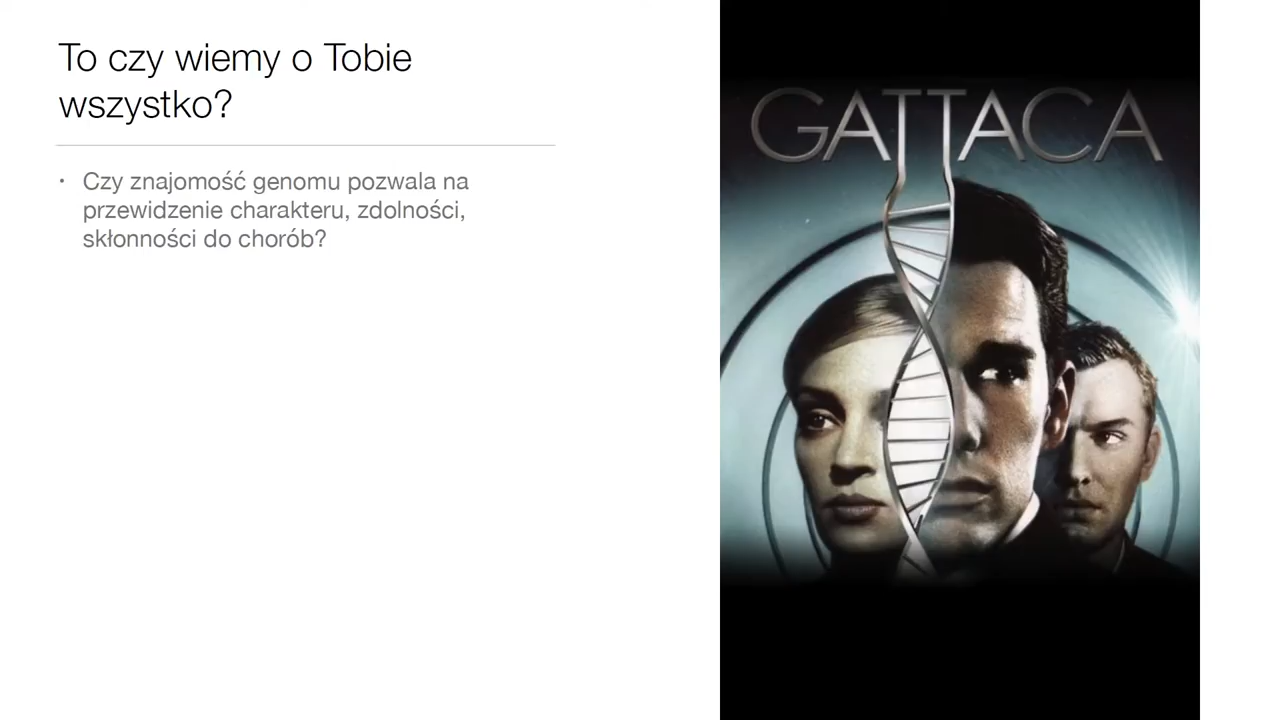 To czy wiemy o Tobie
wszystko?
• Czy znajomość genomu pozwala na
przewidzenie charakteru, zdolności,
skłonności do chorób?
GATTACA